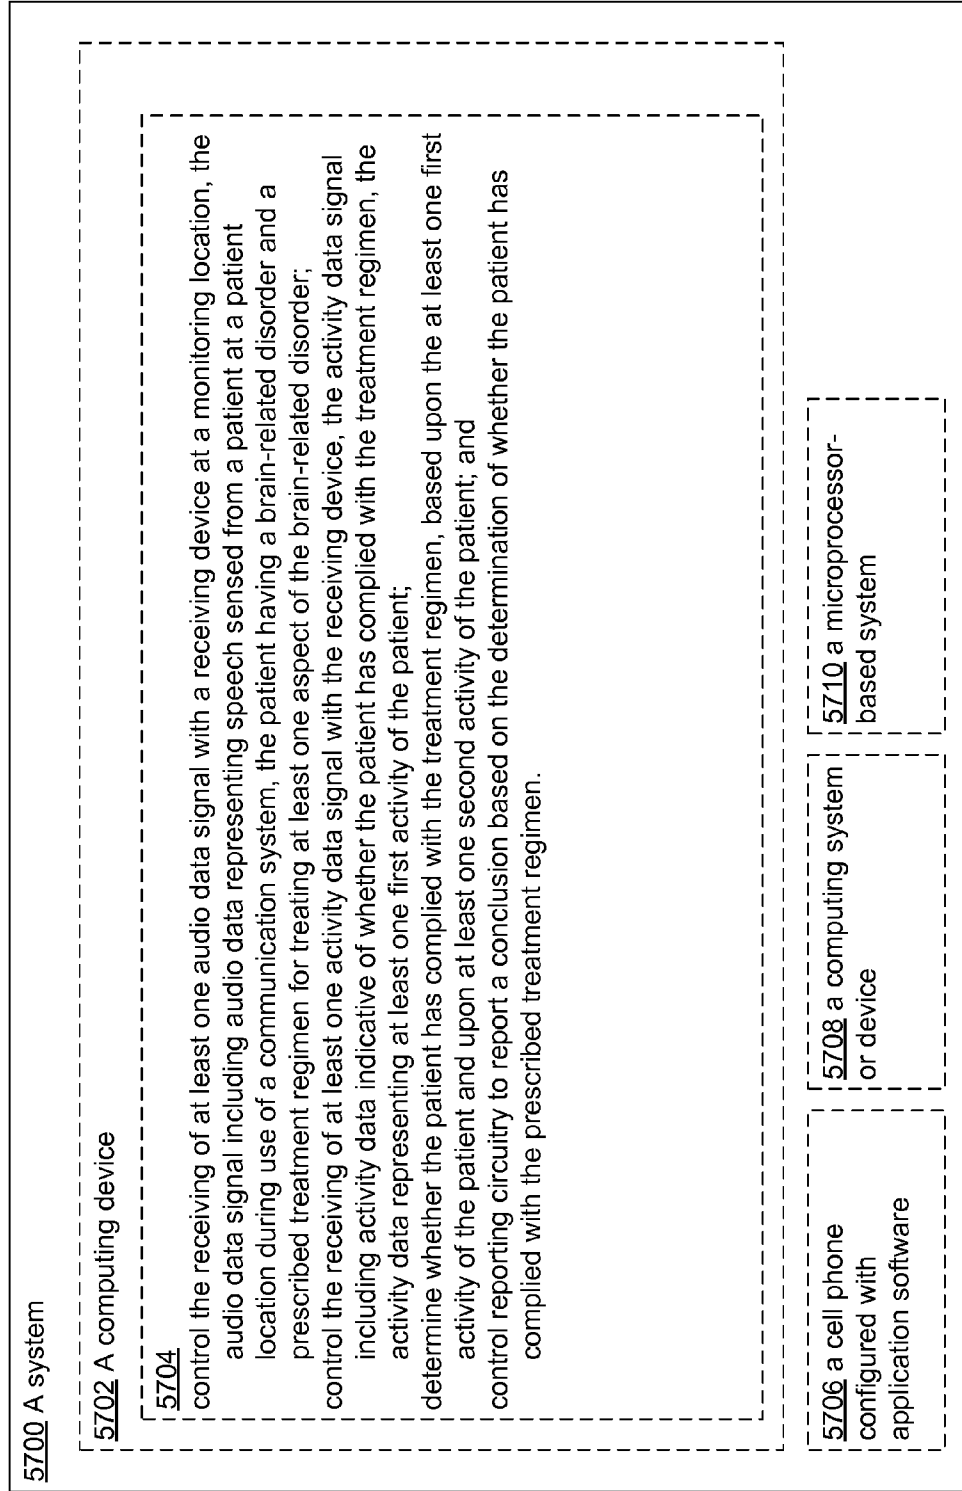 5700 A system
5702 A computing device
5704
control the receiving of at least one audio data signal with a receiving device at a monitoring location, the
audio data signal including audio data representing speech sensed from a patient at a patient
location during use of a communication system, the patient having a brain-related disorder and a
prescribed treatment regimen for treating at least one aspect of the brain-related disorder;
control the receiving of at least one activity data signal with the receiving device, the activity data signal
including activity data indicative of whether the patient has complied with the treatment regimen, the
activity data representing at least one first activity of the patient;
determine whether the patient has complied with the treatment regimen, based upon the at least one first
activity of the patient and upon at least one second activity of the patient; and
control reporting circuitry to report a conclusion based on the determination of whether the patient has
complied with the prescribed treatment regimen.
5706 a cell phone
configured with
application software
5708 a computing system
or device
5710 a microprocessor-
based system